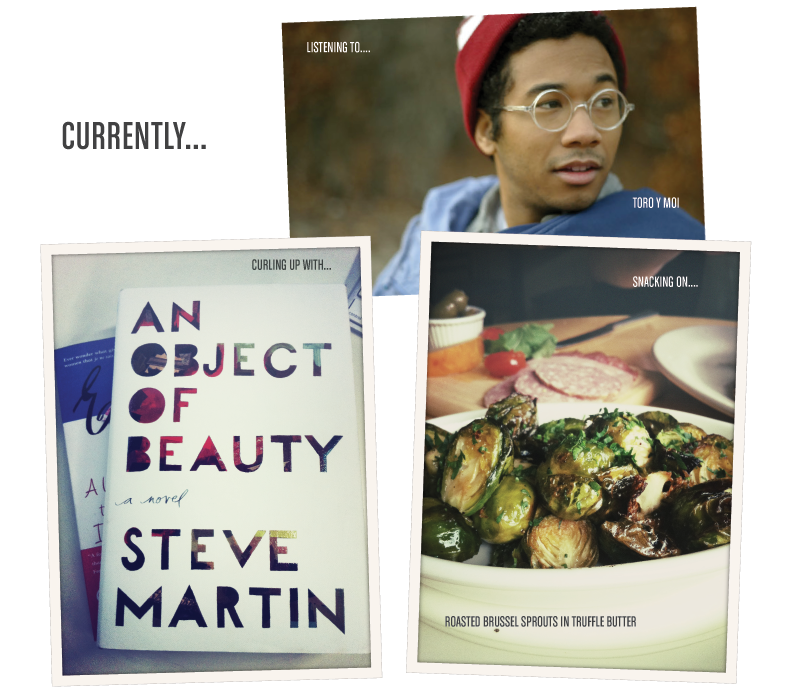 CURRENTLY...
LISTENING TO....
TORO Y MOI
CURLING UP WITH...
AN
OBJECT
OF
BEAUTY
a novel
STEVE
MARTIN
SNACKING ON....
ROASTED BRUSSEL SPROUTS IN TRUFFLE BUTTER